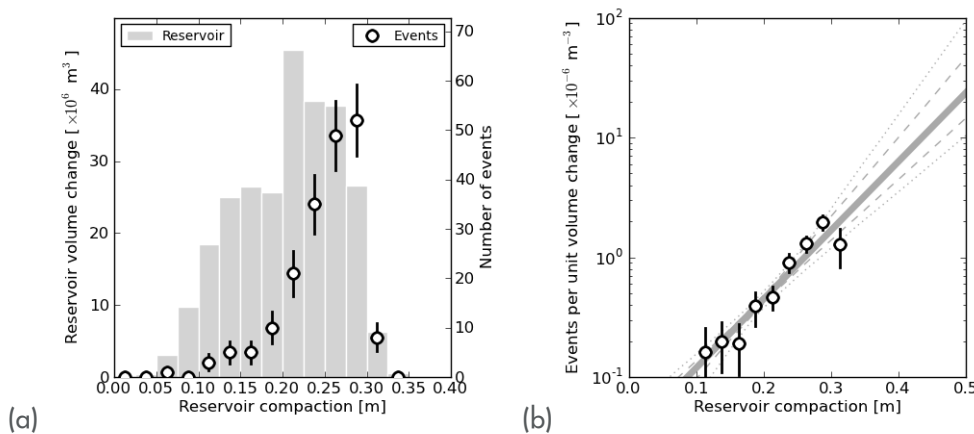 Reservoir
Events
Reservoir volume change [ ×10⁶ m³ ]
40
30
20
10
0
70
60
50
40
30
20
10
0
Number of events
0.00 0.05 0.10 0.15 0.20 0.25 0.30 0.35 0.40
Reservoir compaction [m]
(a)
Events per unit volume change [ ×10⁻⁶ m⁻³ ]
10²
10¹
10⁰
10⁻¹
0.0 0.1 0.2 0.3 0.4 0.5
Reservoir compaction [m]
(b)